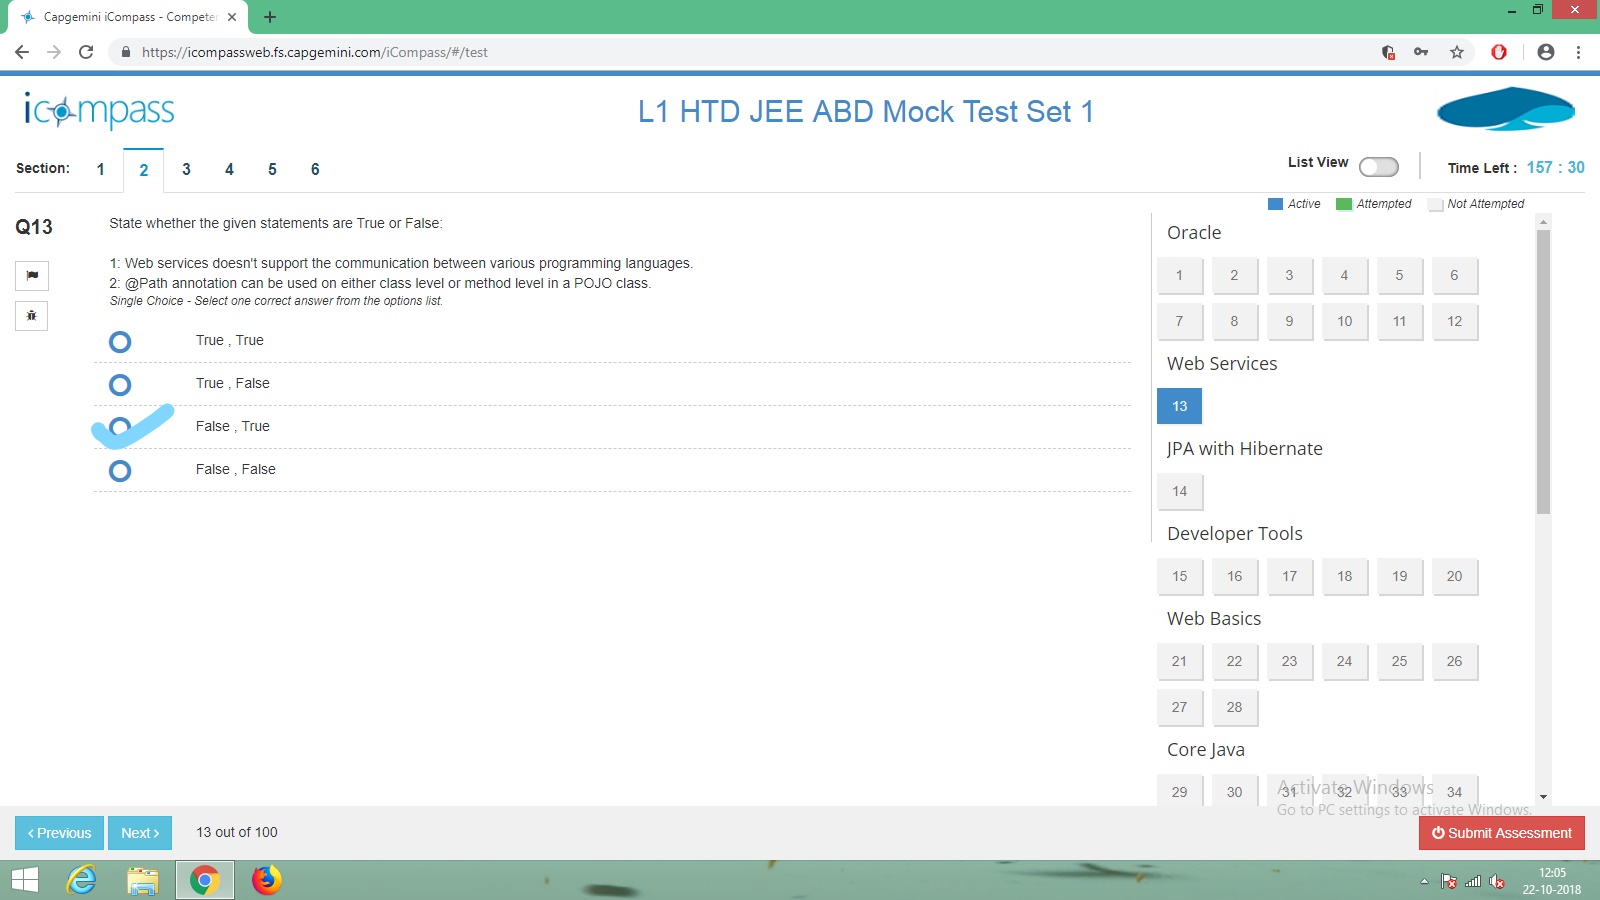 Capgemini iCompass - Competen
https://icompassweb.fs.capgemini.com/iCompass/#/test
icompass
L1 HTD JEE ABD Mock Test Set 1
Section: 1 2 3 4 5 6
List View
Time Left : 157 : 30
Active Attempted Not Attempted
Q13
State whether the given statements are True or False:
1: Web services doesn't support the communication between various programming languages.
2: @Path annotation can be used on either class level or method level in a POJO class.
Single Choice - Select one correct answer from the options list.
True , True
True , False
False , True
False , False
Oracle
1 2 3 4 5 6
7 8 9 10 11 12
Web Services
13
JPA with Hibernate
14
Developer Tools
15 16 17 18 19 20
Web Basics
21 22 23 24 25 26
27 28
Core Java
29 30 31 32 33 34
Activate Windows
Go to PC settings to activate Windows.
Previous Next 13 out of 100
Submit Assessment
12:05
22-10-2018